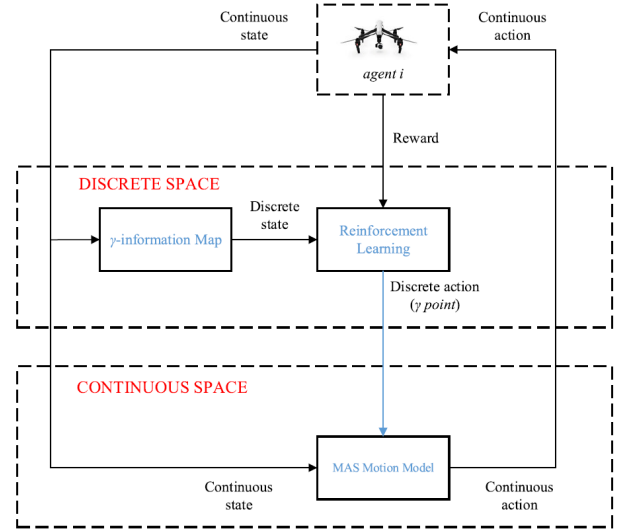 Continuous
state
Continuous
action
agent i
Reward
DISCRETE SPACE
γ-information Map
Discrete
state
Reinforcement
Learning
Discrete action
(γ point)
CONTINUOUS SPACE
MAS Motion Model
Continuous
state
Continuous
action